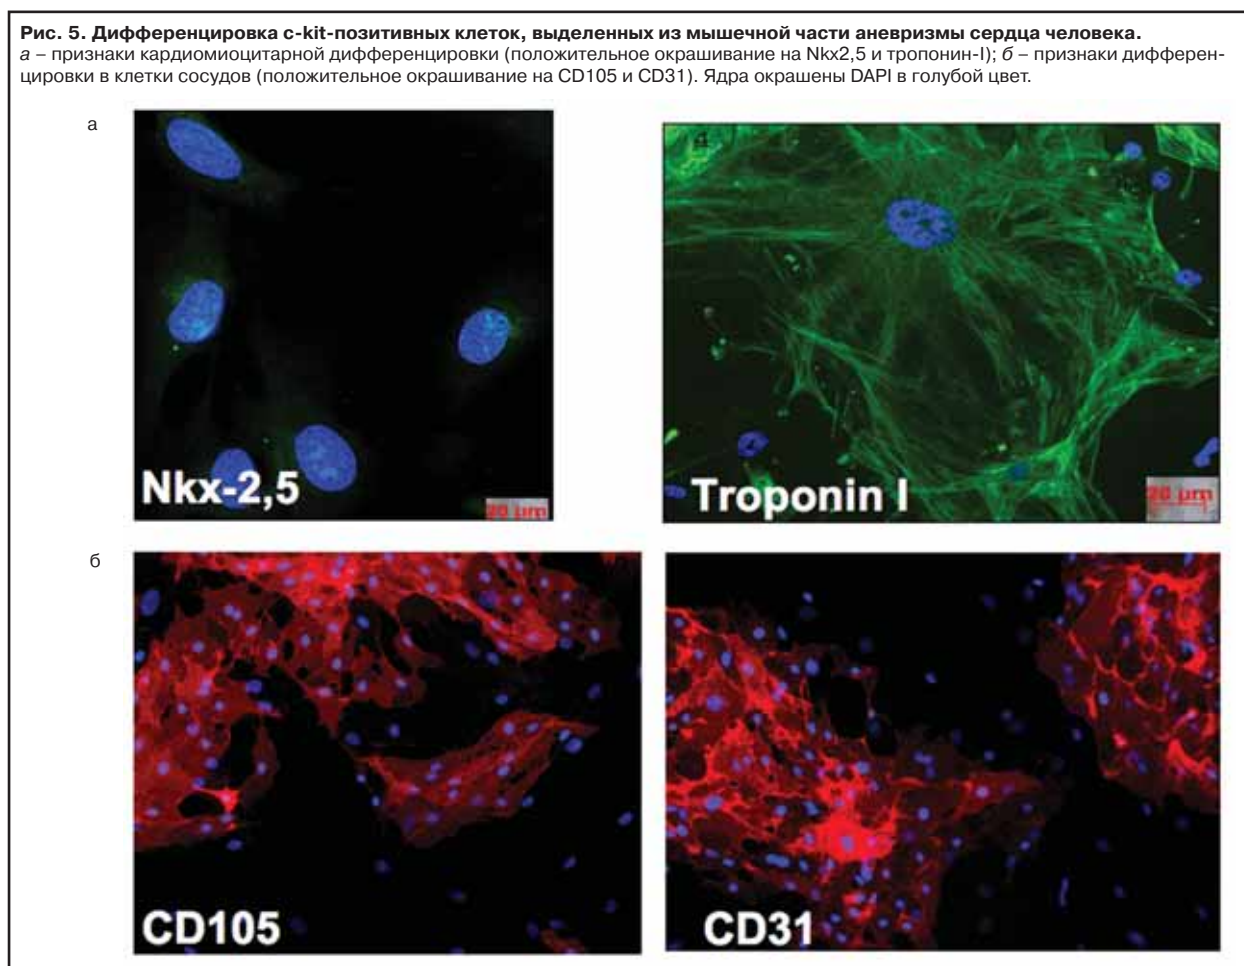 Рис. 5. Дифференцировка c-kit-позитивных клеток, выделенных из мышечной части аневризмы сердца человека.
а – признаки кардиомиоцитарной дифференцировки (положительное окрашивание на Nkx2,5 и тропонин-I); б – признаки дифферен-
цировки в клетки сосудов (положительное окрашивание на CD105 и CD31). Ядра окрашены DAPI в голубой цвет.
а
Nkx-2,5
20 µm
Troponin I
20 µm
б
CD105
CD31